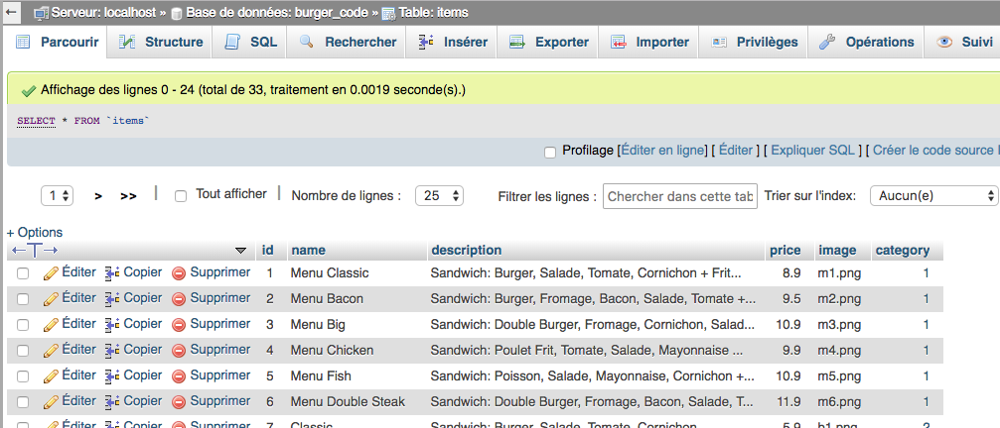 Serveur: localhost » Base de données: burger_code » Table: items
Parcourir Structure SQL Rechercher Insérer Exporter Importer Privilèges Opérations Suivi
Affichage des lignes 0 - 24 (total de 33, traitement en 0.0019 seconde(s).)
SELECT * FROM `items`
Profilage [Éditer en ligne] [ Éditer ] [ Expliquer SQL ] [ Créer le code source
1 > >> | Tout afficher | Nombre de lignes : 25 Filtrer les lignes : Chercher dans cette tab Trier sur l'index: Aucun(e)
+ Options
←T→ id name description price image category
Éditer Copier Supprimer 1 Menu Classic Sandwich: Burger, Salade, Tomate, Cornichon + Frit... 8.9 m1.png 1
Éditer Copier Supprimer 2 Menu Bacon Sandwich: Burger, Fromage, Bacon, Salade, Tomate +... 9.5 m2.png 1
Éditer Copier Supprimer 3 Menu Big Sandwich: Double Burger, Fromage, Cornichon, Salad... 10.9 m3.png 1
Éditer Copier Supprimer 4 Menu Chicken Sandwich: Poulet Frit, Tomate, Salade, Mayonnaise ... 9.9 m4.png 1
Éditer Copier Supprimer 5 Menu Fish Sandwich: Poisson, Salade, Mayonnaise, Cornichon +... 10.9 m5.png 1
Éditer Copier Supprimer 6 Menu Double Steak Sandwich: Double Burger, Fromage, Bacon, Salade, T... 11.9 m6.png 1
Éditer Copier Supprimer 7 Classic Sandwich: Burger, Salade, Tomate, Cornichon 5.9 b1.png 2